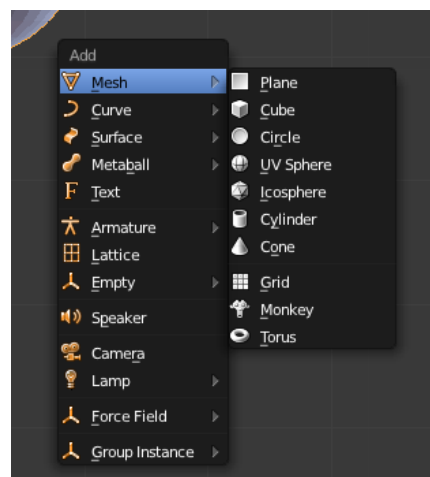 Add
Mesh
Curve
Surface
Metaball
Text
Armature
Lattice
Empty
Speaker
Camera
Lamp
Force Field
Group Instance
Plane
Cube
Circle
UV Sphere
Icosphere
Cylinder
Cone
Grid
Monkey
Torus